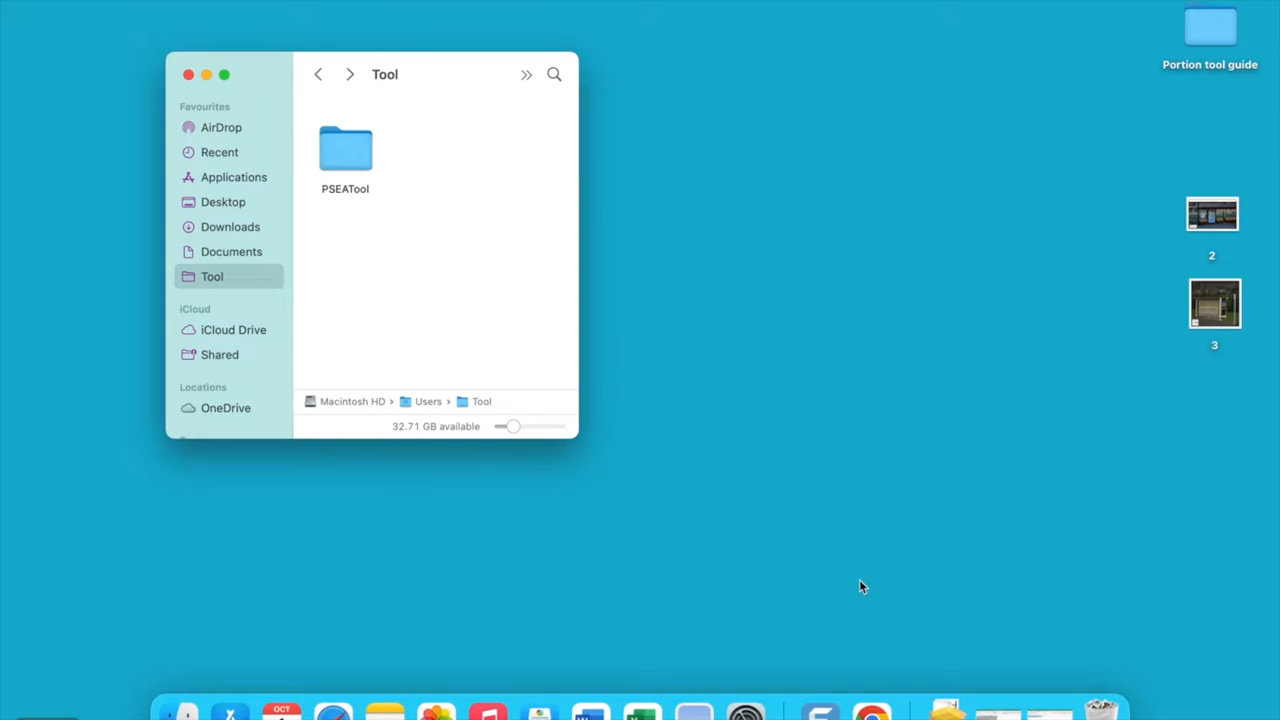 Portion tool guide
Tool
Favourites
AirDrop
Recent
Applications
Desktop
Downloads
Documents
Tool
iCloud
iCloud Drive
Shared
Locations
OneDrive
PSEATool
Macintosh HD › Users › Tool
32.71 GB available
2
3
OCT